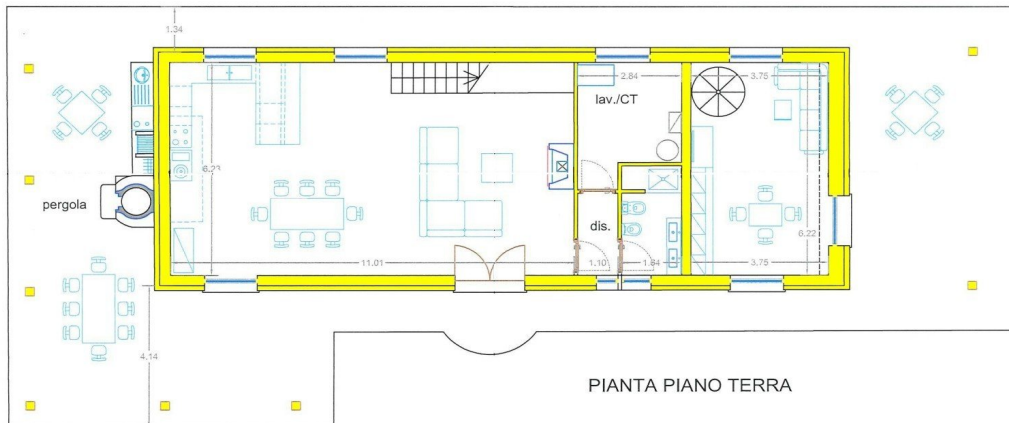 1.34
2.84
3.75
lav./CT
6.23
pergola
dis.
6.22
11.01
1.10
1.84
3.75
4.14
PIANTA PIANO TERRA